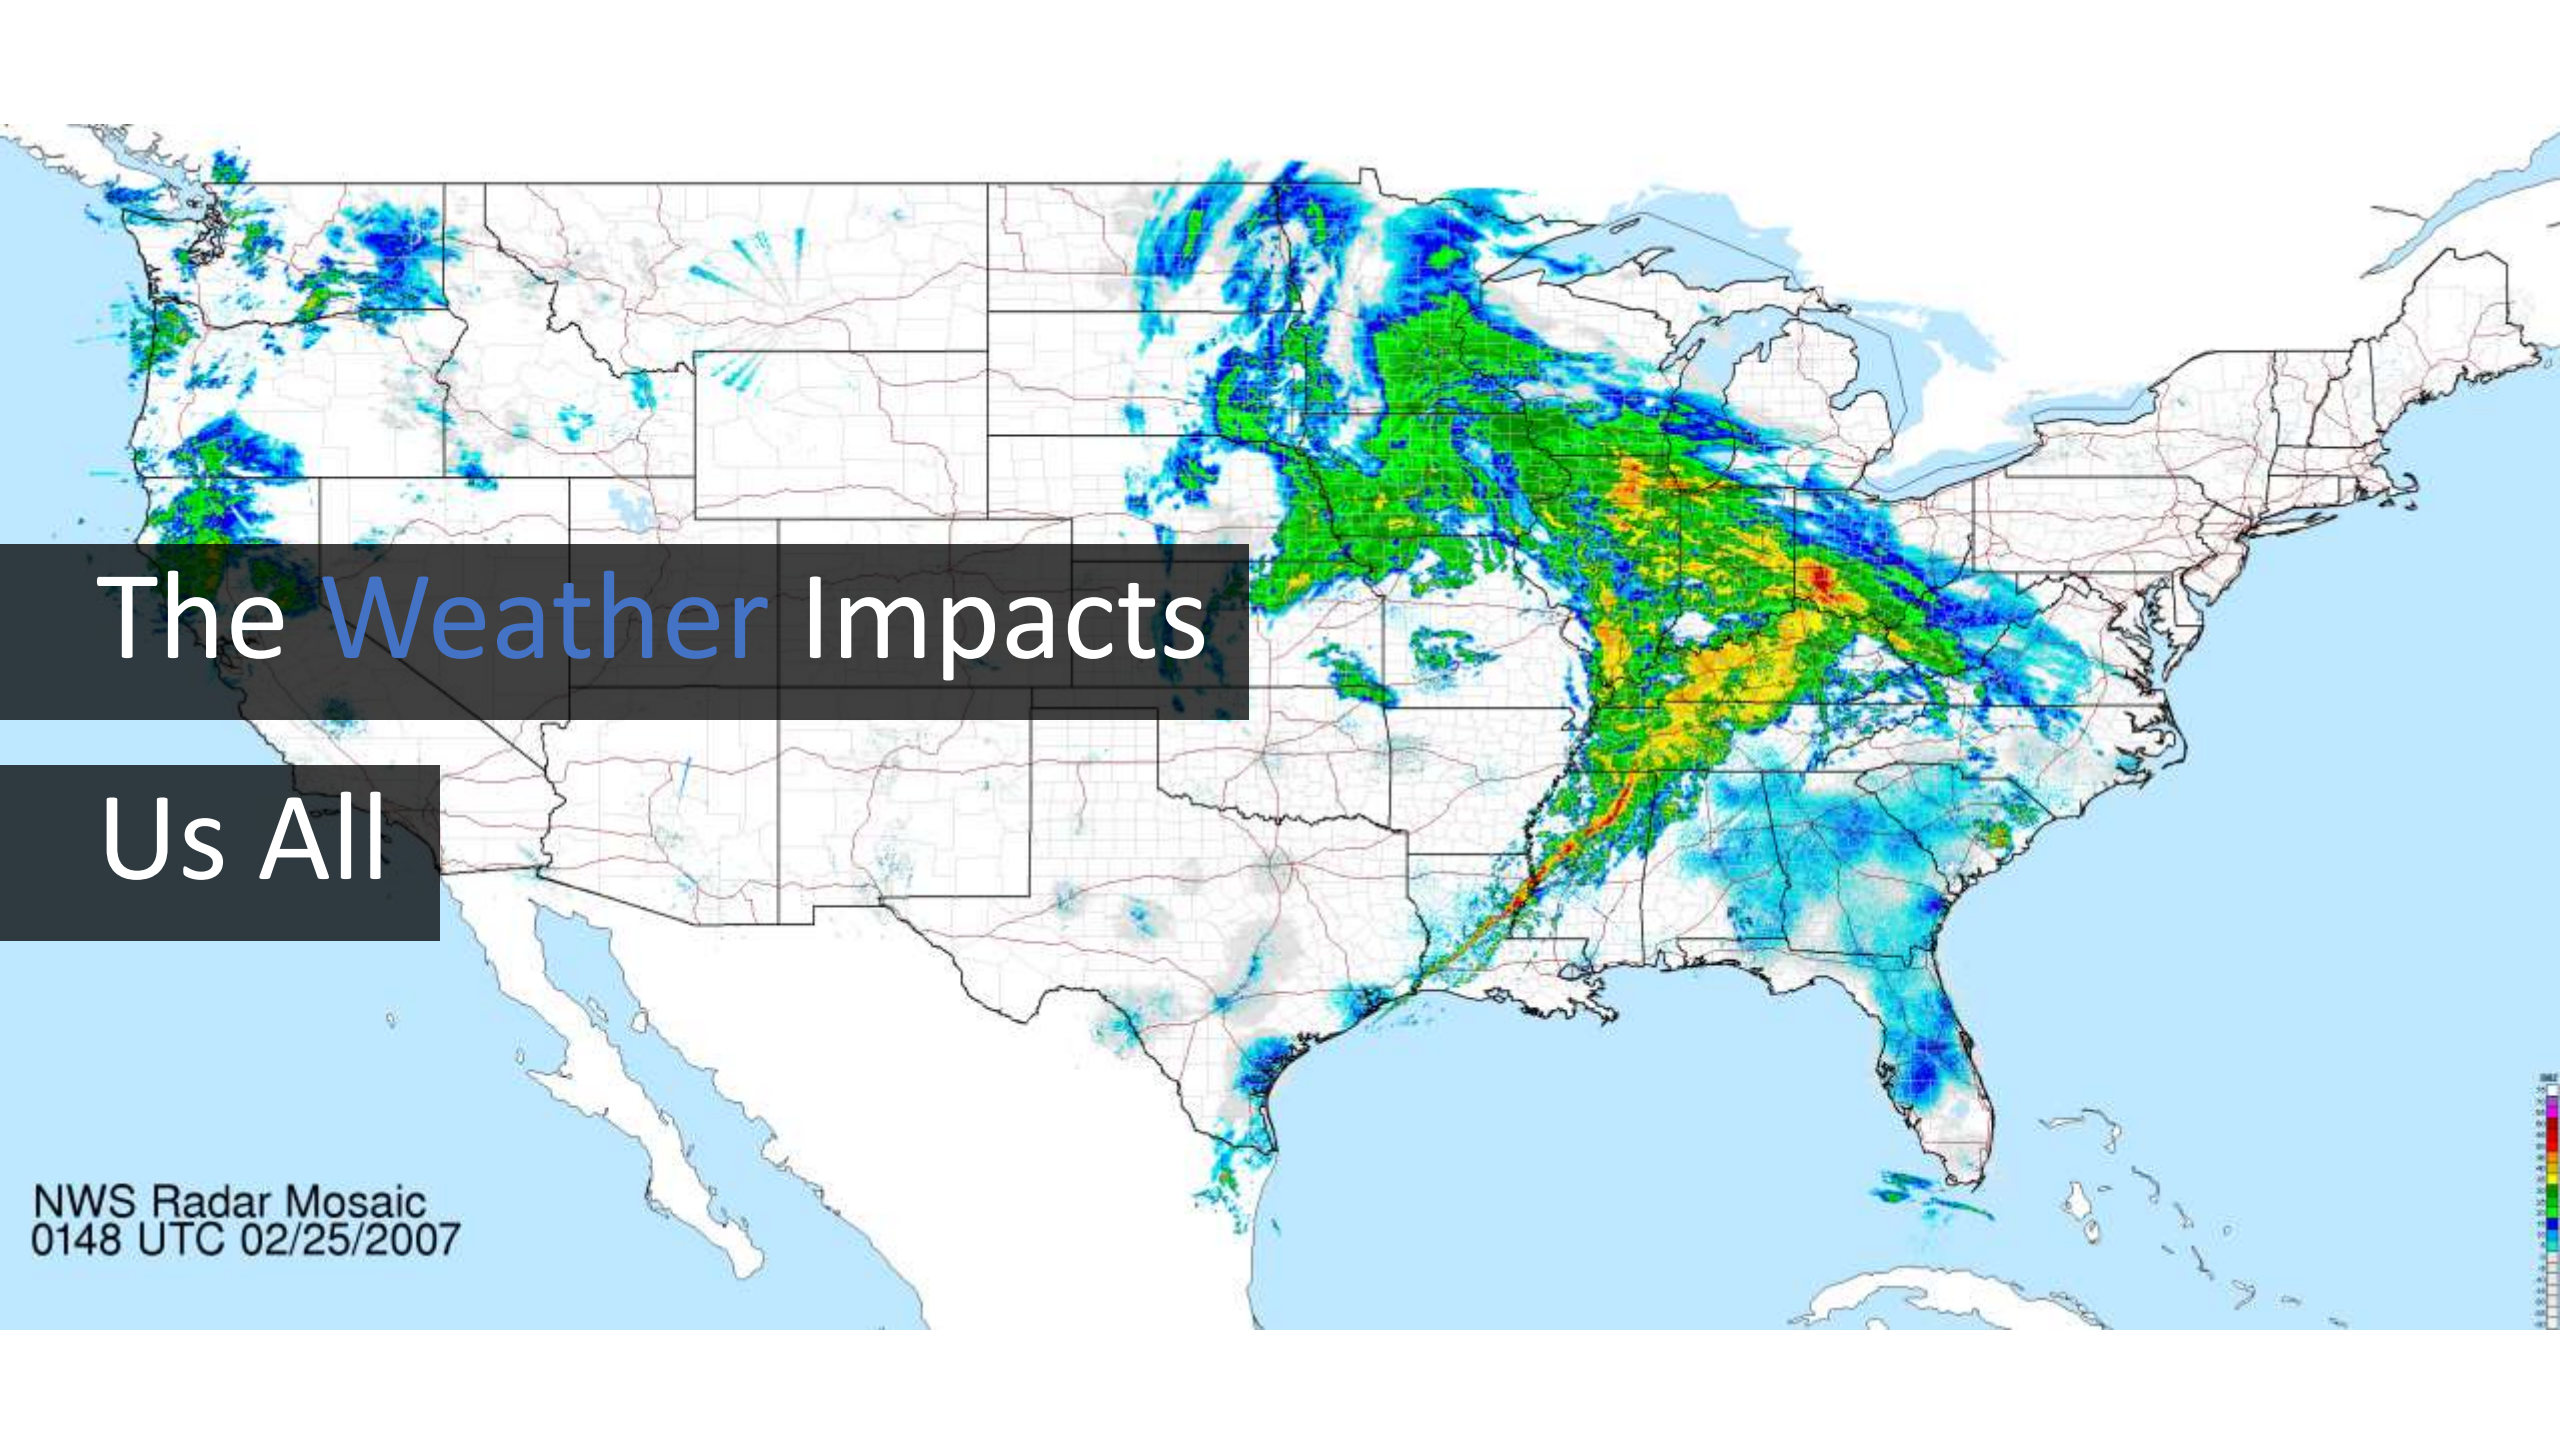 The Weather Impacts
Us All
NWS Radar Mosaic
0148 UTC 02/25/2007